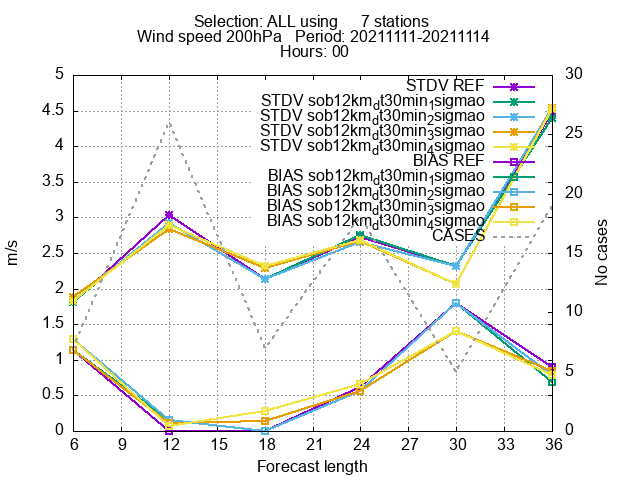 Selection: ALL using 7 stations
Wind speed 200hPa Period: 20211111-20211114
Hours: 00
5
4.5
4
3.5
3
2.5
2
1.5
1
0.5
0
m/s
30
25
20
15
10
5
0
No cases
STDV REF
STDV sob12km_dt30min_1sigmao
STDV sob12km_dt30min_2sigmao
STDV sob12km_dt30min_3sigmao
STDV sob12km_dt30min_4sigmao
BIAS REF
BIAS sob12km_dt30min_1sigmao
BIAS sob12km_dt30min_2sigmao
BIAS sob12km_dt30min_3sigmao
BIAS sob12km_dt30min_4sigmao
CASES
6 9 12 15 18 21 24 27 30 33 36
Forecast length